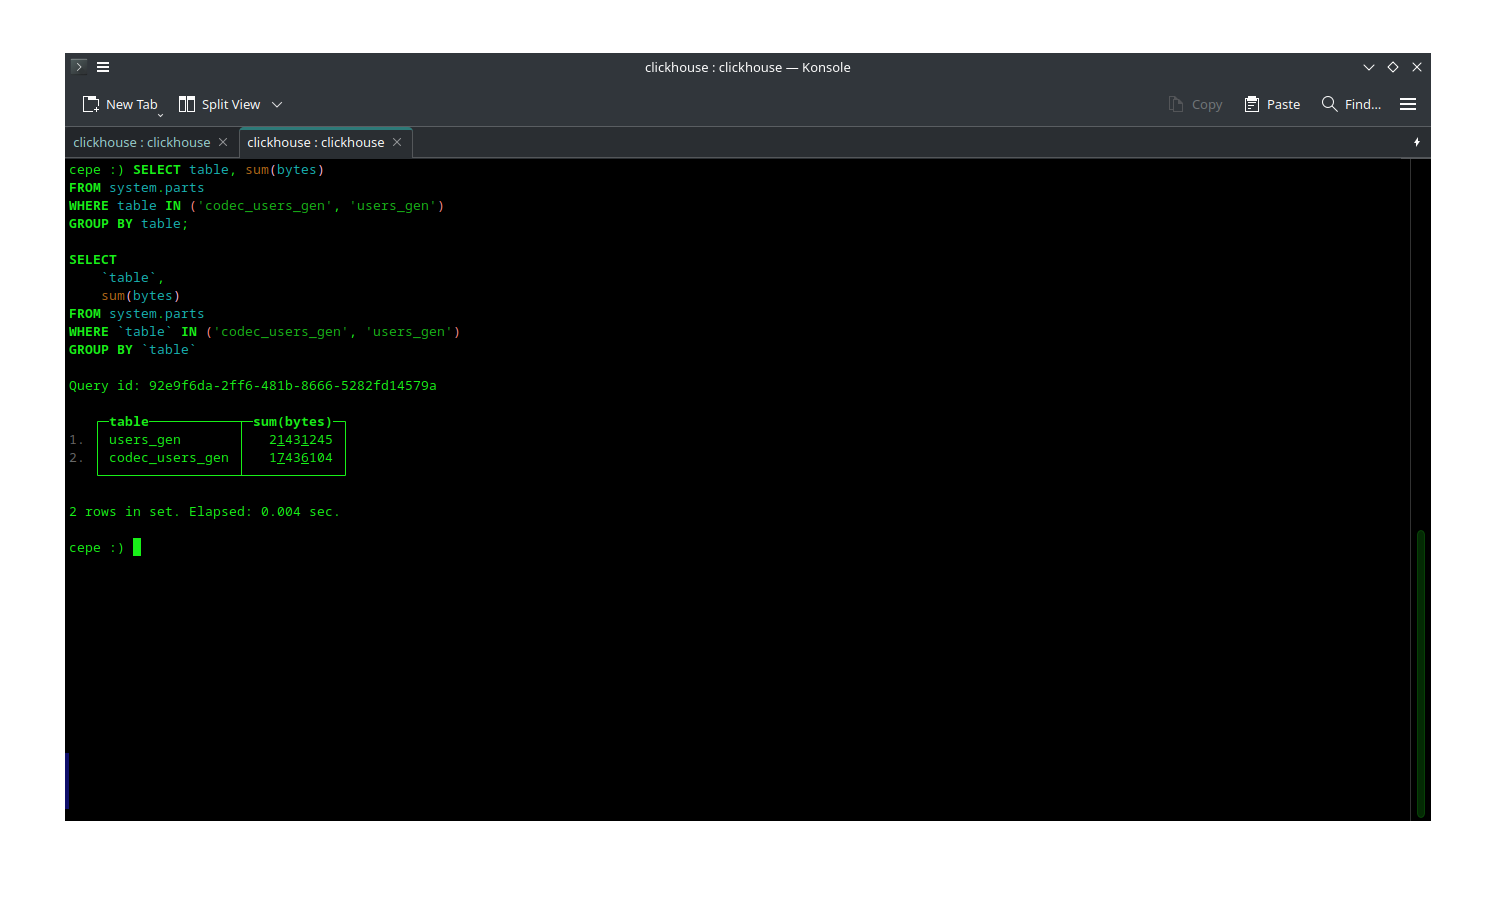 clickhouse : clickhouse — Konsole
New Tab Split View Copy Paste Find...
clickhouse : clickhouse clickhouse : clickhouse
cepe :) SELECT table, sum(bytes)
FROM system.parts
WHERE table IN ('codec_users_gen', 'users_gen')
GROUP BY table;
SELECT
    `table`,
    sum(bytes)
FROM system.parts
WHERE `table` IN ('codec_users_gen', 'users_gen')
GROUP BY `table`
Query id: 92e9f6da-2ff6-481b-8666-5282fd14579a
table sum(bytes)
1. users_gen 21431245
2. codec_users_gen 17436104
2 rows in set. Elapsed: 0.004 sec.
cepe :)